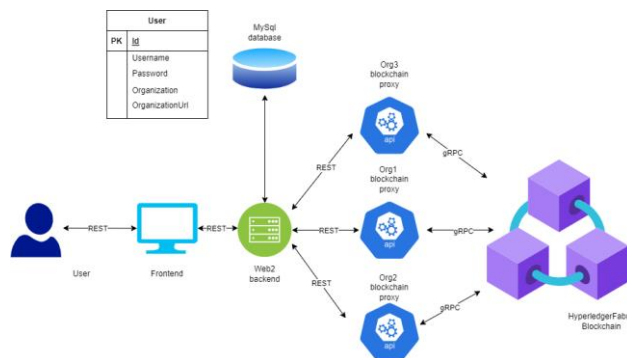 User
PK Id
Username
Password
Organization
OrganizationUrl
MySql
database
Org3
blockchain
proxy
api
REST
gRPC
Org1
blockchain
proxy
api
REST
REST
REST
gRPC
User
Frontend
Web2
backend
REST
Org2
blockchain
proxy
api
gRPC
HyperledgerFabr
Blockchain